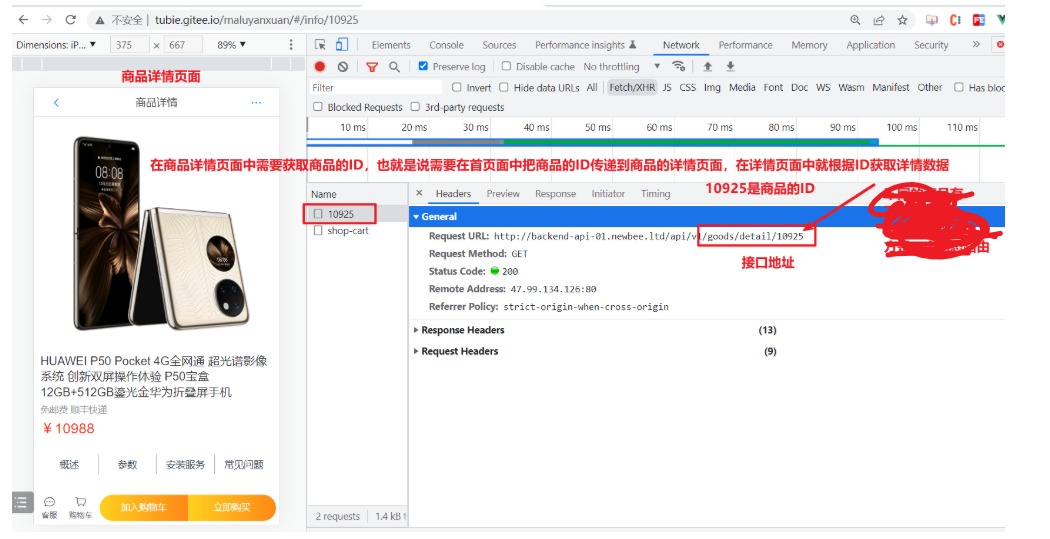 不安全 | tubie.gitee.io/maluyanxuan/#/info/10925
Dimensions: iP... ▼ 375 × 667 89% ▼
Elements Console Sources Performance insights Network Performance Memory Application Security »
Preserve log Disable cache No throttling ▼
Filter Invert Hide data URLs All Fetch/XHR JS CSS Img Media Font Doc WS Wasm Manifest Other Has bloc
Blocked Requests 3rd-party requests
10 ms 20 ms 30 ms 40 ms 50 ms 60 ms 70 ms 80 ms 90 ms 100 ms 110 ms
商品详情页面
商品详情 ...
08:08
在商品详情页面中需要获取商品的ID，也就是说需要在首页面中把商品的ID传递到商品的详情页面，在详情页面中就根据ID获取详情数据
10925是商品的ID
Name × Headers Preview Response Initiator Timing
10925
shop-cart
General
Request URL: http://backend-api-01.newbee.ltd/api/v1/goods/detail/10925
接口地址
Request Method: GET
Status Code: 200
Remote Address: 47.99.134.126:80
Referrer Policy: strict-origin-when-cross-origin
Response Headers (13)
Request Headers (9)
HUAWEI P50 Pocket 4G全网通 超光谱影像
系统 创新双屏操作体验 P50宝盒
12GB+512GB鎏光金华为折叠屏手机
免邮费 顺丰快递
¥ 10988
概述 参数 安装服务 常见问题
客服 购物车 加入购物车 立即购买
2 requests 1.4 kB